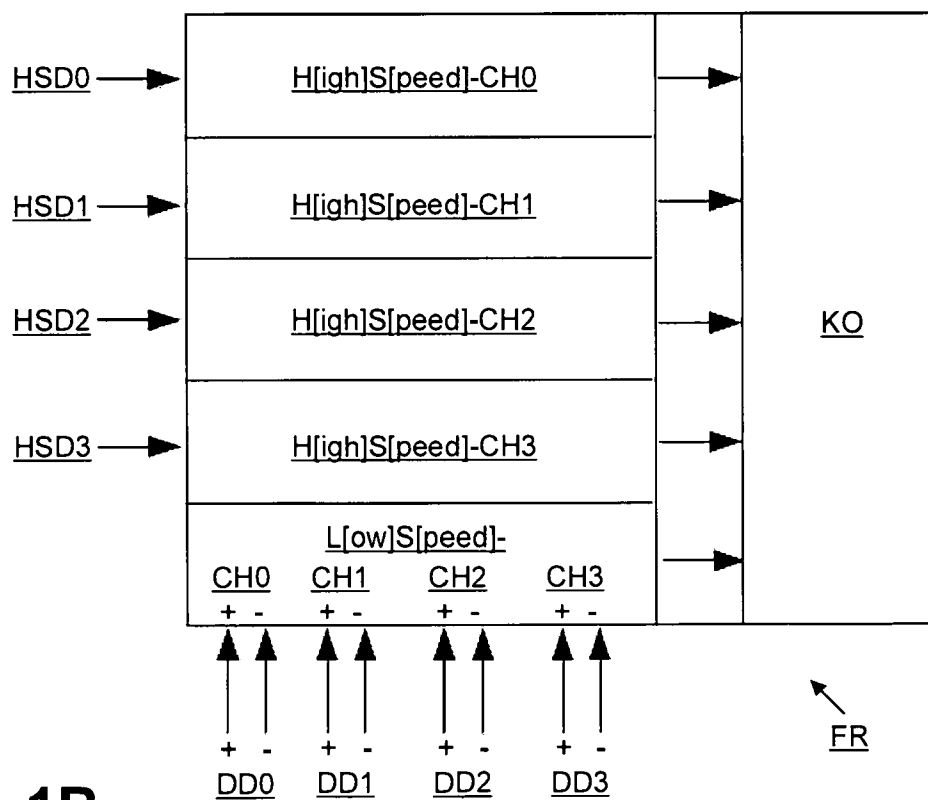 HSD0 H[igh]S[peed]-CH0
HSD1 H[igh]S[peed]-CH1
HSD2 H[igh]S[peed]-CH2
KO
HSD3 H[igh]S[peed]-CH3
L[ow]S[peed]-
CH0 CH1 CH2 CH3
+ - + - + - + -
FR
+ - + - + - + -
DD0 DD1 DD2 DD3